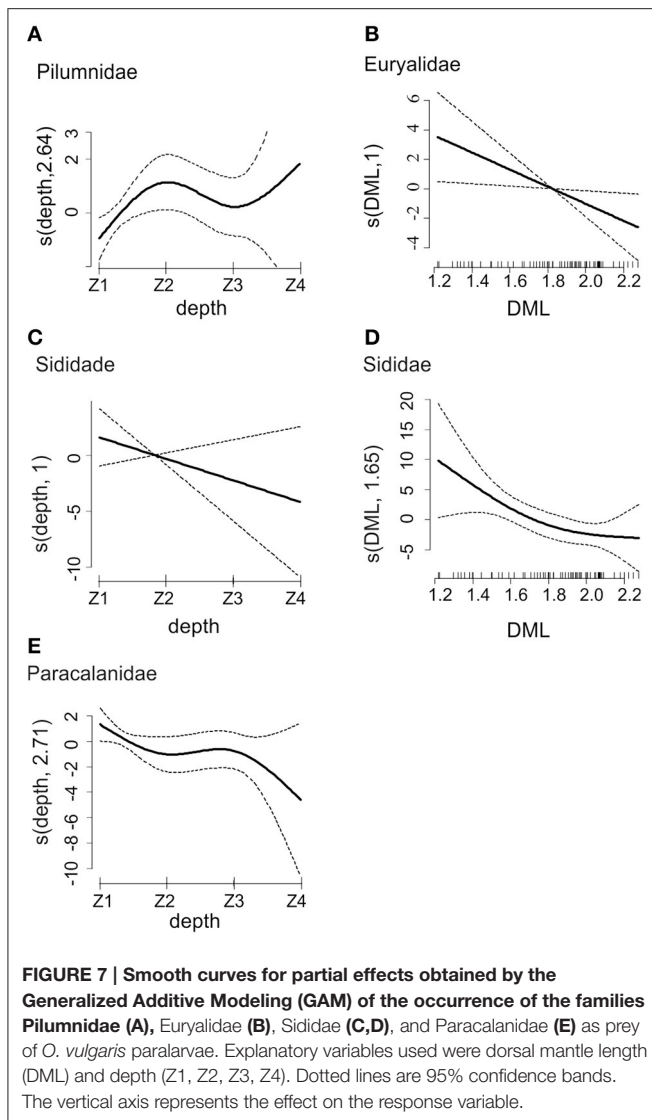 A
Pilumnidae
s(depth,2.64)
3
2
0
Z1 Z2 Z3 Z4
depth
B
Euryalidae
s(DML,1)
6
4
2
0
-2
-4
1.2 1.4 1.6 1.8 2.0 2.2
DML
C
Sididade
s(depth, 1)
0
-5
-10
Z1 Z2 Z3 Z4
depth
D
Sididae
s(DML, 1.65)
20
15
10
5
0
-5
1.2 1.4 1.6 1.8 2.0 2.2
DML
E
Paracalanidae
s(depth, 2.71)
2
0
-2
-4
-6
-8
-10
Z1 Z2 Z3 Z4
depth
FIGURE 7 | Smooth curves for partial effects obtained by the
Generalized Additive Modeling (GAM) of the occurrence of the families
Pilumnidae (A), Euryalidae (B), Sididae (C,D), and Paracalanidae (E) as prey
of O. vulgaris paralarvae. Explanatory variables used were dorsal mantle length
(DML) and depth (Z1, Z2, Z3, Z4). Dotted lines are 95% confidence bands.
The vertical axis represents the effect on the response variable.